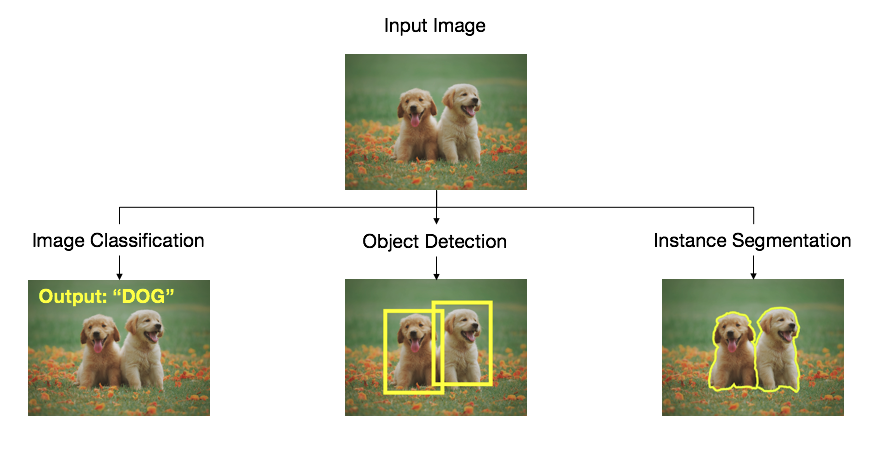 Input Image
Image Classification
Object Detection
Instance Segmentation
Output: “DOG”